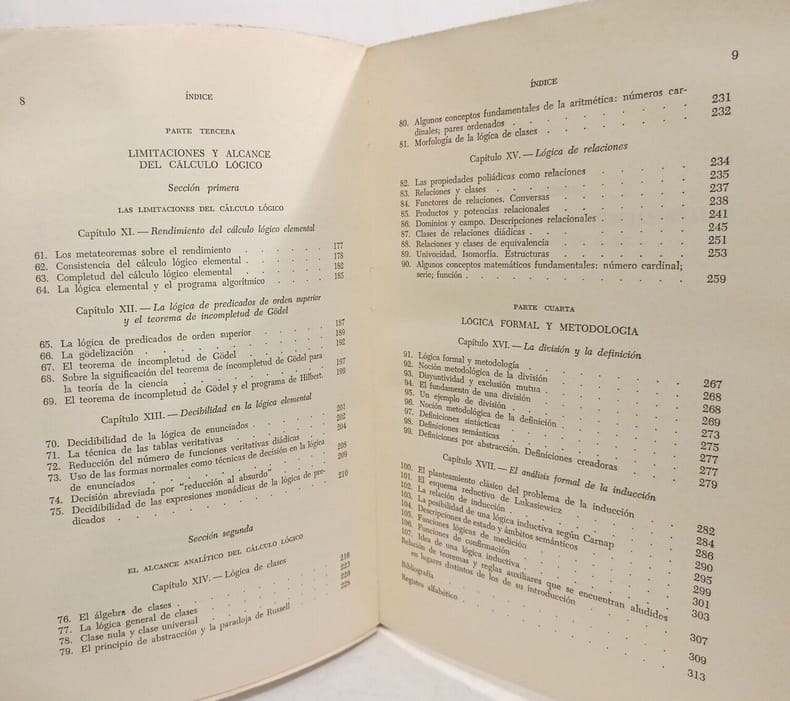 8
ÍNDICE
PARTE TERCERA
LIMITACIONES Y ALCANCE
DEL CÁLCULO LÓGICO
Sección primera
LAS LIMITACIONES DEL CÁLCULO LÓGICO
Capítulo XI. — Rendimiento del cálculo lógico elemental
61. Los metateoremas sobre el rendimiento . . . . . . 177
62. Consistencia del cálculo lógico elemental . . . . . . 178
63. Completud del cálculo lógico elemental . . . . . . 182
64. La lógica elemental y el programa algorítmico . . . . 185
Capítulo XII. — La lógica de predicados de orden superior
y el teorema de incompletud de Gödel
65. La lógica de predicados de orden superior . . . . . 187
66. La gödelización . . . . . . . . 189
67. El teorema de incompletud de Gödel . . . . . . 192
68. Sobre la significación del teorema de incompletud de Gödel para
la teoría de la ciencia . . . . . . . 197
69. El teorema de incompletud de Gödel y el programa de Hilbert. 199
Capítulo XIII. — Decibilidad en la lógica elemental
70. Decidibilidad de la lógica de enunciados . . . . . 201
71. La técnica de las tablas veritativas . . . . . . 202
72. Reducción del número de funciones veritativas diádicas . . 204
73. Uso de las formas normales como técnicas de decisión en la lógica
de enunciados . . . . . . . . 208
74. Decisión abreviada por "reducción al absurdo" . . . . 209
75. Decidibilidad de las expresiones monádicas de la lógica de pre-
dicados . . . . . . . . . 210
Sección segunda
EL ALCANCE ANALÍTICO DEL CÁLCULO LÓGICO
Capítulo XIV. — Lógica de clases
76. El álgebra de clases . . . . . . . .
77. La lógica general de clases . . . . . . . 223
78. Clase nula y clase universal . . . . . .
79. El principio de abstracción y la paradoja de Russell . . .
9
ÍNDICE
80. Algunos conceptos fundamentales de la aritmética: números car-
dinales; pares ordenados . . . . . . . 231
81. Morfología de la lógica de clases . . . . . . 232
Capítulo XV. — Lógica de relaciones
82. Las propiedades poliádicas como relaciones . . . . 234
83. Relaciones y clases . . . . . . . 235
84. Functores de relaciones. Conversas . . . . . 237
85. Productos y potencias relacionales . . . . . 238
86. Dominios y campo. Descripciones relacionales . . . . 241
87. Clases de relaciones diádicas . . . . . . 245
88. Relaciones y clases de equivalencia . . . . . 251
89. Univocidad. Isomorfía. Estructuras . . . . . 253
90. Algunos conceptos matemáticos fundamentales: número cardinal;
serie; función . . . . . . . . 259
PARTE CUARTA
LÓGICA FORMAL Y METODOLOGIA
Capítulo XVI. — La división y la definición
91. Lógica formal y metodología . . . . . . 267
92. Noción metodológica de la división . . . . . 268
93. Disyuntividad y exclusión mutua . . . . . 268
94. El fundamento de una división . . . . . 269
95. Un ejemplo de división . . . . . . 273
96. Noción metodológica de la definición . . . . . 275
97. Definiciones sintácticas . . . . . . 277
98. Definiciones semánticas . . . . . . 277
99. Definiciones por abstracción. Definiciones creadoras . . . 279
Capítulo XVII. — El análisis formal de la inducción
100. El planteamiento clásico del problema de la inducción . . 282
101. El esquema reductivo de Lukasiewicz . . . . . 284
102. La relación de inducción . . . . . . 286
103. La posibilidad de una lógica inductiva según Carnap . . 290
104. Descripciones de estado y ámbitos semánticos . . . 295
105. Funciones lógicas de medición . . . . . 299
106. Funciones de confirmación . . . . . . 301
107. Idea de una lógica inductiva . . . . . . 303
Relación de teoremas y reglas auxiliares que se encuentran aludidos
en lugares distintos de los de su introducción . . . . 307
Bibliografía . . . . . . . . . 309
Registro alfabético . . . . . . . . 313